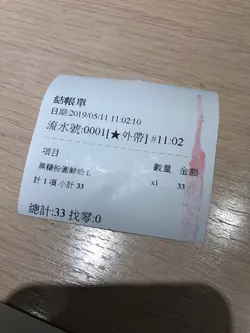 結帳單
日期:2019/05/11 11:02:10
流水號:0001[★外帶] #11:02
項目 數量 金額
黑糖粉圓鮮奶 L x1 33
計 1 項 小計 33
總計:33 找零:0